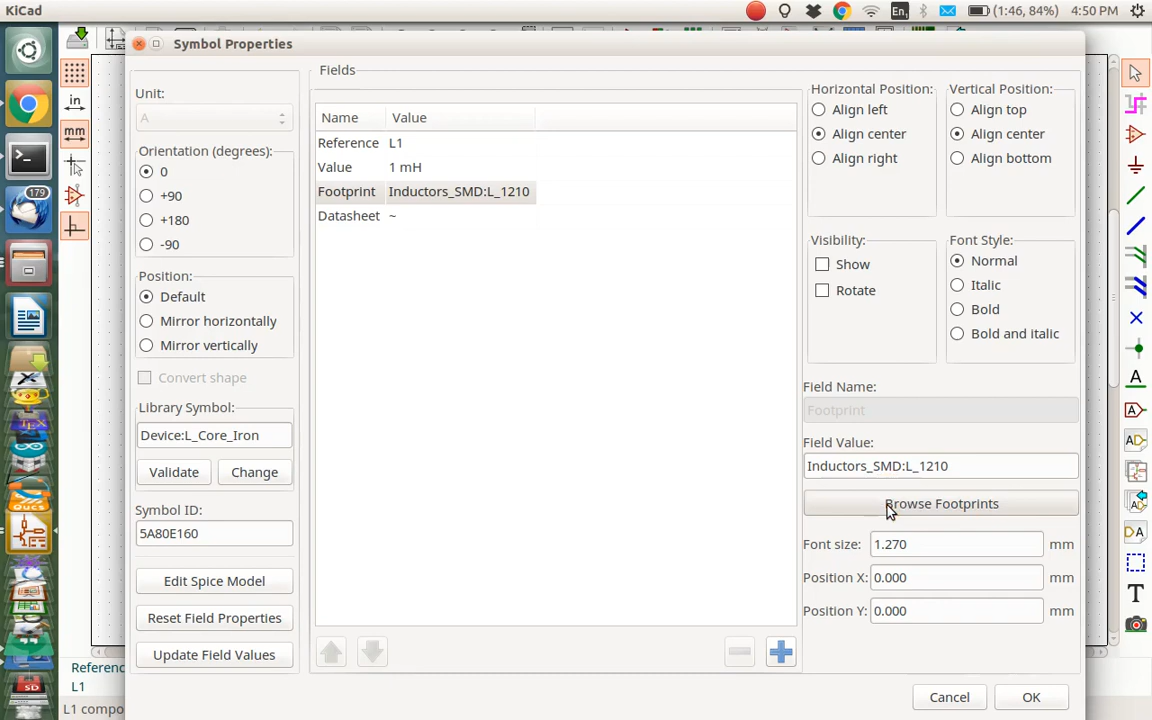 KiCad
En
(1:46, 84%)
4:50 PM
Symbol Properties
in
mm
179
Unit:
A
Orientation (degrees):
0
+90
+180
-90
Position:
Default
Mirror horizontally
Mirror vertically
Convert shape
Library Symbol:
Device:L_Core_Iron
Validate
Change
Symbol ID:
5A80E160
Edit Spice Model
Reset Field Properties
Update Field Values
Fields
Name Value
Reference L1
Value 1 mH
Footprint Inductors_SMD:L_1210
Datasheet ~
Horizontal Position:
Align left
Align center
Align right
Vertical Position:
Align top
Align center
Align bottom
Visibility:
Show
Rotate
Font Style:
Normal
Italic
Bold
Bold and italic
Field Name:
Footprint
Field Value:
Inductors_SMD:L_1210
Browse Footprints
Font size: 1.270 mm
Position X: 0.000 mm
Position Y: 0.000 mm
Cancel
OK
Referenc
L1
L1 compo